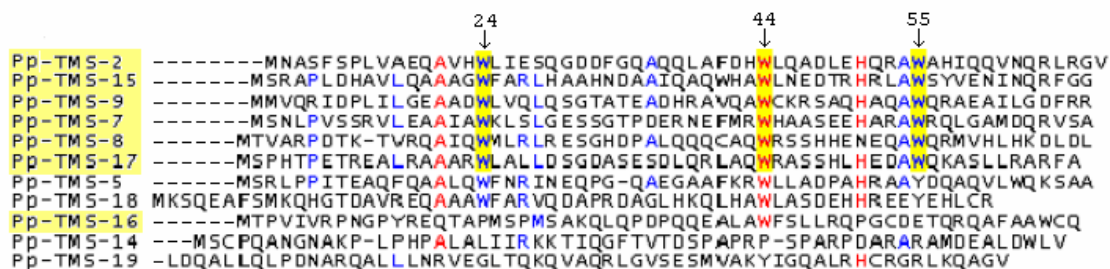 24 44 55
Pp-TMS-2 --------MNASFSPLVAEQAVHWLIESQGDDFGQAQQLAFDHWLQADLEHQRAWAHIQQVNQRLRGV
Pp-TMS-15 --------MSRAPLDHAVLQAAAGWFARLHAAHNDAAIQAQWHAWLNEDTRHRLAWSYVENINQRFGG
Pp-TMS-9 --------MMVQRIDPLILGEAADWLVQLQSGTATEADHRAVQAWCKRSAQHAQAWQRAEAILGDFRR
Pp-TMS-7 --------MSNLPVSSRVLEAAIAWKLSLGESSGTPDERNEFMRWHAASEEHARAWRQLGAMDQRVSA
Pp-TMS-8 -------MTVARPDTK-TVRQAIQWMLRLRESGHDPALQQQCAQWRSSHHENEQAWQRMVHLHKDLDL
Pp-TMS-17 -------MSPHTPETREALRAAARWLALLDSGDASESDLQRLAQWRASSHLHEDAWQKASLLRARFA
Pp-TMS-5 -------MSRLPPITEAQFQAALQWFNRINEQPG-QAEGAAFKRWLLADPAHRAAYDQAQVLWQKSAA
Pp-TMS-18 MKSQEAFSMKQHGTDAVREQAAAWFARVQDAPRDAGLHKQLHAWLASDEHHREEYEHLCR
Pp-TMS-16 -------MTPVIVRPNGPYREQTAPMSPMSAKQLQPDPQQEALAWFSLLRQPGCDETQRQAFAAWCQ
Pp-TMS-14 ---MSCPQANGNAKP-LPHPALALIIRKKTIQGFTVTDSPAPRP-SPARPDARARAMDEALDWLV
Pp-TMS-19 --LDQALLQLPDNARQALLLNRVEGLTQKQVAQRLGVSESMVAKYIGQALRHCRGRLKQAGV